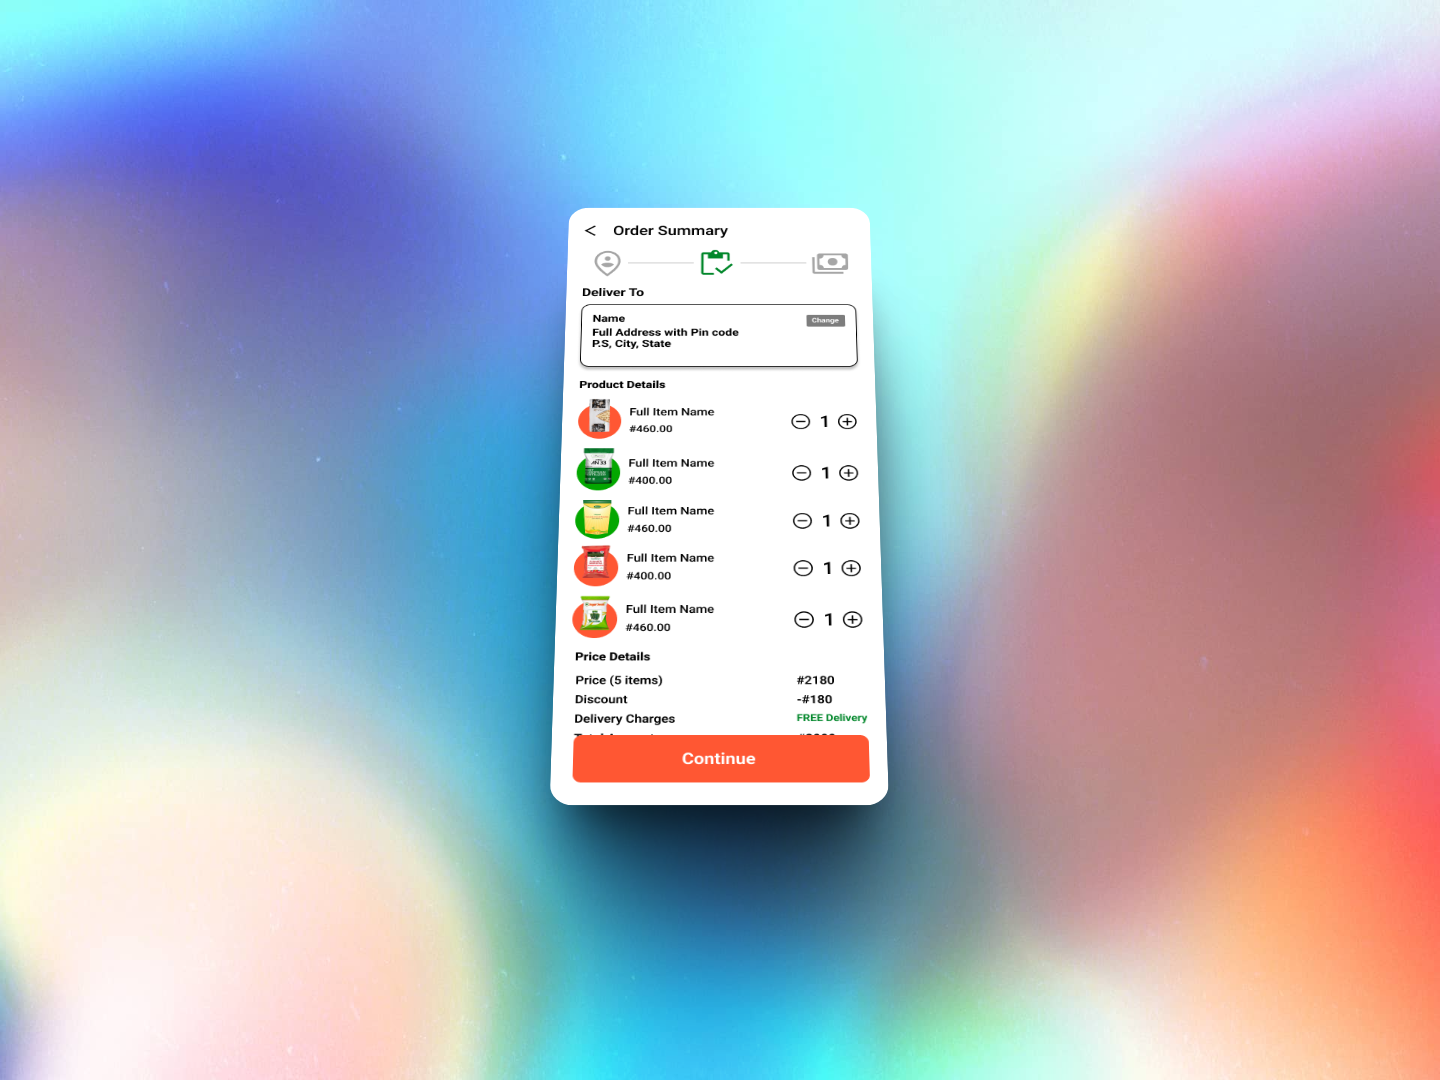 < Order Summary
Deliver To
Name
Change
Full Address with Pin code
P.S, City, State
Product Details
Full Item Name
#460.00
1
Full Item Name
#400.00
1
Full Item Name
#460.00
1
Full Item Name
#400.00
1
Full Item Name
#460.00
1
Price Details
Price (5 items) #2180
Discount -#180
Delivery Charges FREE Delivery
Continue